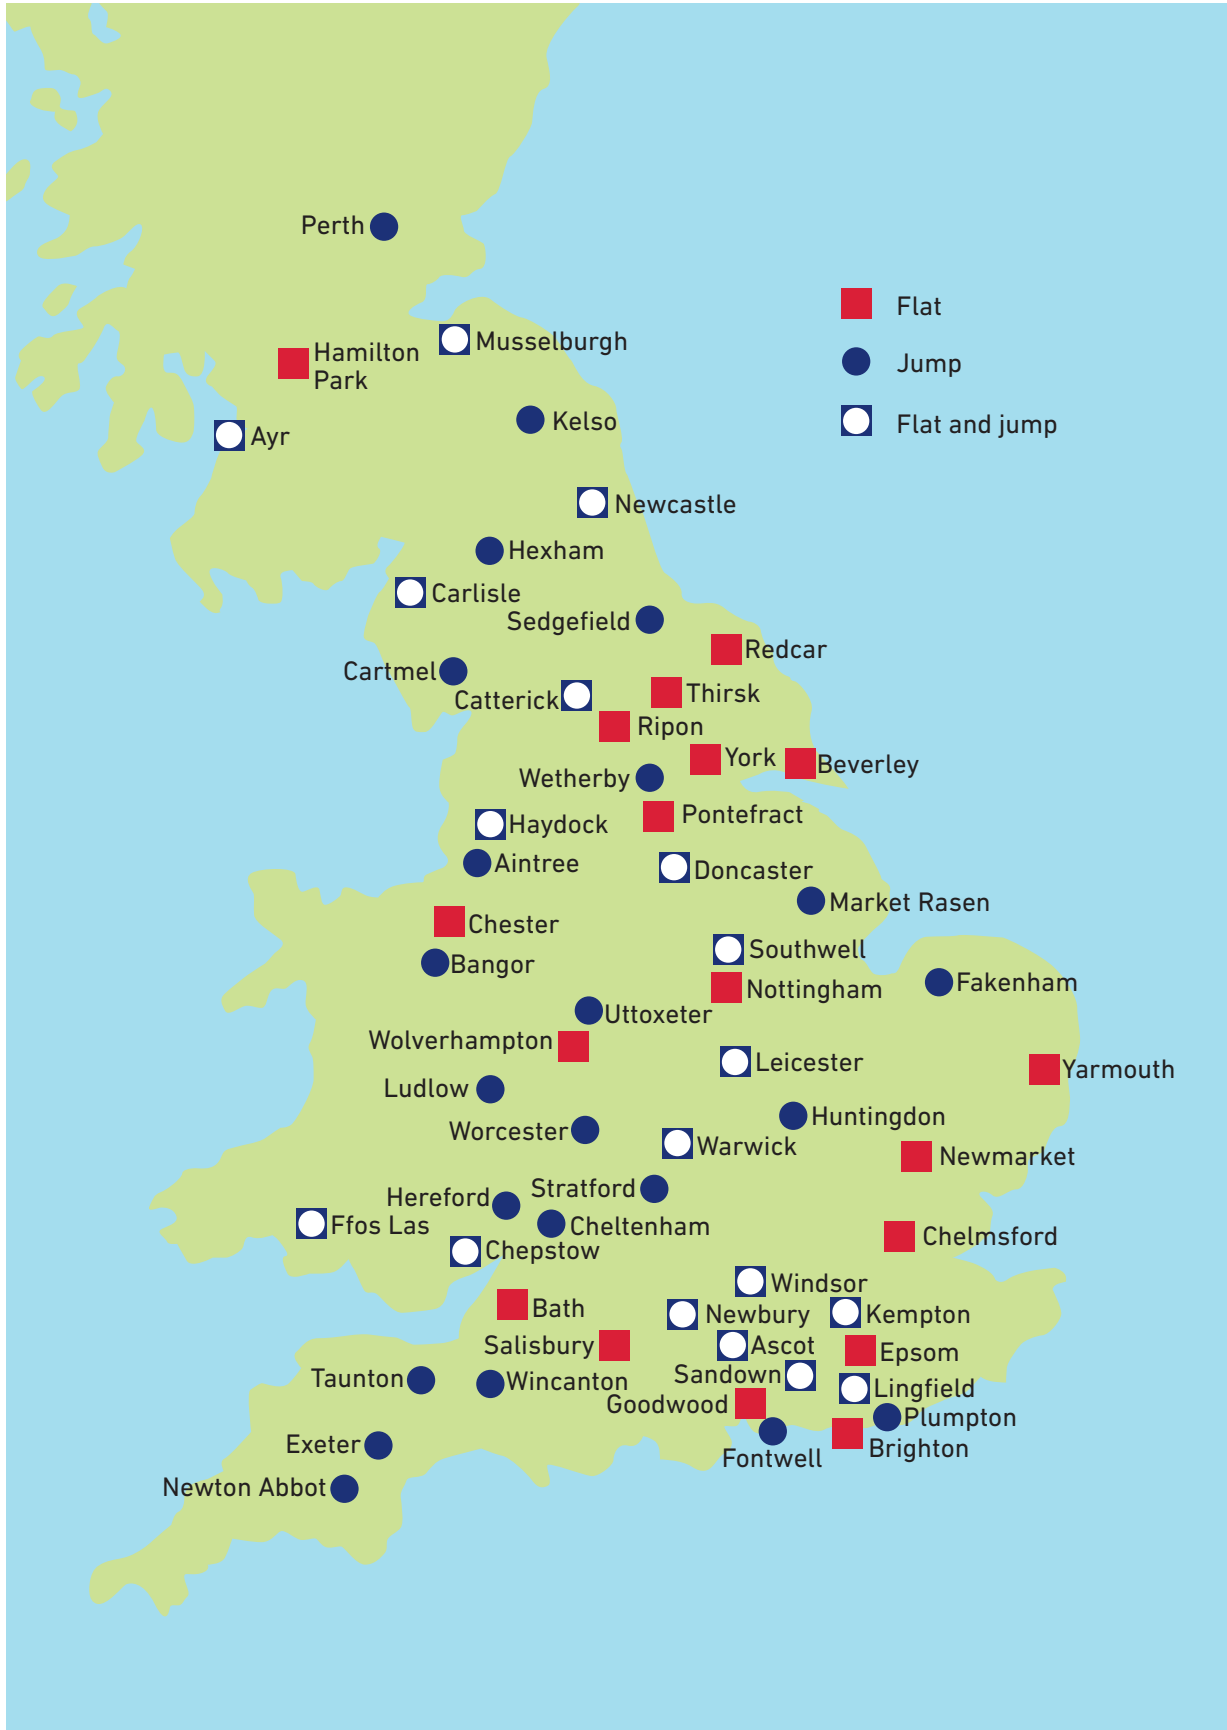 Perth
Flat
Musselburgh
Hamilton
Park
Jump
Kelso
Flat and jump
Ayr
Newcastle
Hexham
Carlisle
Sedgefield
Redcar
Cartmel
Catterick
Thirsk
Ripon
York
Beverley
Wetherby
Pontefract
Haydock
Aintree
Doncaster
Market Rasen
Chester
Southwell
Bangor
Fakenham
Nottingham
Uttoxeter
Wolverhampton
Leicester
Yarmouth
Ludlow
Huntingdon
Worcester
Warwick
Newmarket
Stratford
Hereford
Ffos Las
Cheltenham
Chelmsford
Chepstow
Windsor
Bath
Newbury
Kempton
Salisbury
Ascot
Epsom
Sandown
Taunton
Wincanton
Lingfield
Goodwood
Plumpton
Exeter
Brighton
Fontwell
Newton Abbot